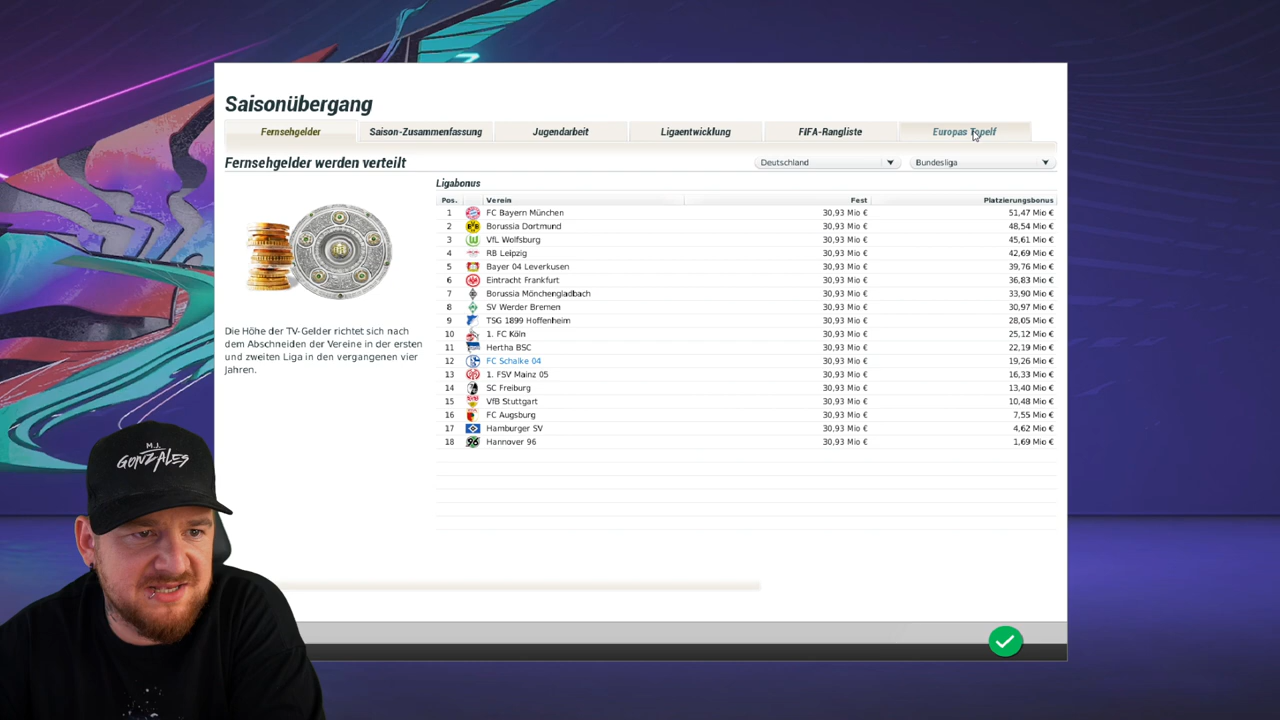 Saisonübergang
Fernsehgelder Saison-Zusammenfassung Jugendarbeit Ligaentwicklung FIFA-Rangliste Europas Topelf
Fernsehgelder werden verteilt Deutschland Bundesliga
Ligabonus
Pos. Verein Fest Platzierungsbonus
1 FC Bayern München 30,93 Mio € 51,47 Mio €
2 Borussia Dortmund 30,93 Mio € 48,54 Mio €
3 VfL Wolfsburg 30,93 Mio € 45,61 Mio €
4 RB Leipzig 30,93 Mio € 42,69 Mio €
5 Bayer 04 Leverkusen 30,93 Mio € 39,76 Mio €
6 Eintracht Frankfurt 30,93 Mio € 36,83 Mio €
7 Borussia Mönchengladbach 30,93 Mio € 33,90 Mio €
8 SV Werder Bremen 30,93 Mio € 30,97 Mio €
9 TSG 1899 Hoffenheim 30,93 Mio € 28,05 Mio €
10 1. FC Köln 30,93 Mio € 25,12 Mio €
11 Hertha BSC 30,93 Mio € 22,19 Mio €
12 FC Schalke 04 30,93 Mio € 19,26 Mio €
13 1. FSV Mainz 05 30,93 Mio € 16,33 Mio €
14 SC Freiburg 30,93 Mio € 13,40 Mio €
15 VfB Stuttgart 30,93 Mio € 10,48 Mio €
16 FC Augsburg 30,93 Mio € 7,55 Mio €
17 Hamburger SV 30,93 Mio € 4,62 Mio €
18 Hannover 96 30,93 Mio € 1,69 Mio €
Die Höhe der TV-Gelder richtet sich nach
dem Abschneiden der Vereine in der ersten
und zweiten Liga in den vergangenen vier
Jahren.
M.J.
GONZALES